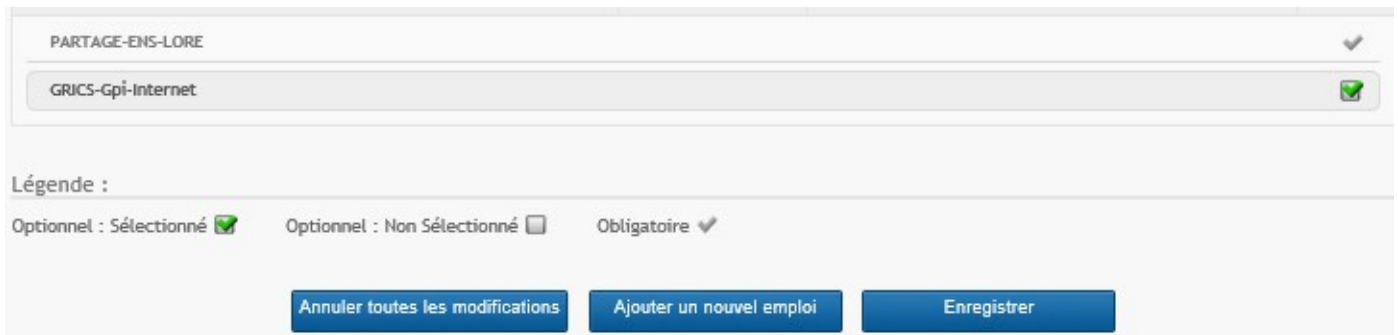 PARTAGE-ENS-LORE
GRICS-Gpi-Internet
Légende :
Optionnel : Sélectionné Optionnel : Non Sélectionné Obligatoire
Annuler toutes les modifications Ajouter un nouvel emploi Enregistrer